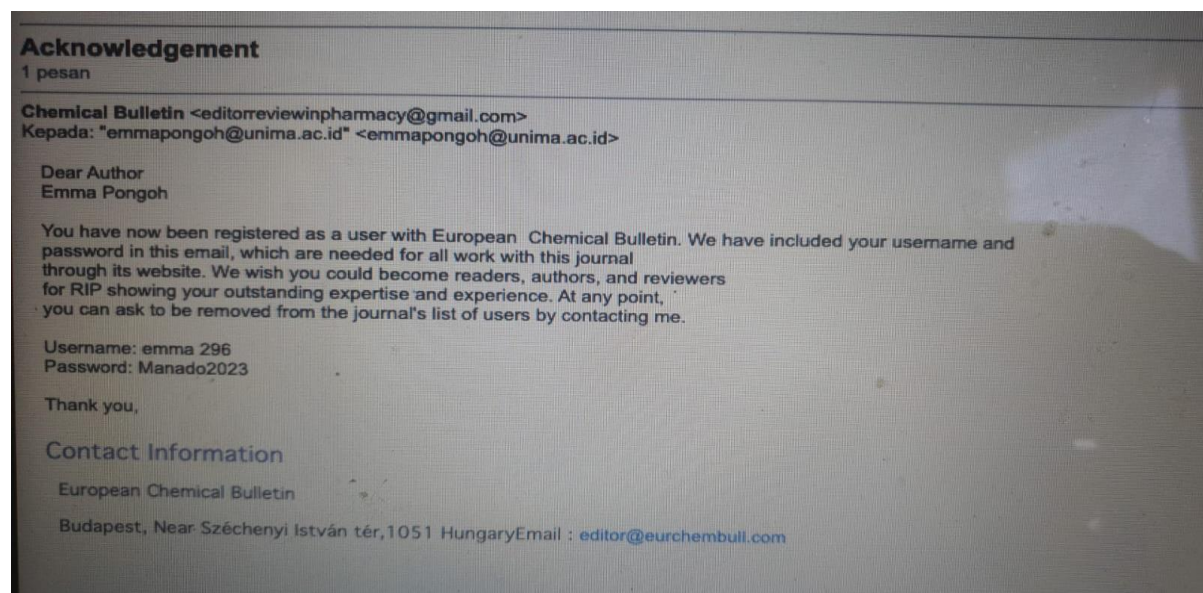 Acknowledgement
1 pesan
Chemical Bulletin <editorreviewinpharmacy@gmail.com>
Kepada: "emmapongoh@unima.ac.id" <emmapongoh@unima.ac.id>
Dear Author
Emma Pongoh
You have now been registered as a user with European Chemical Bulletin. We have included your username and
password in this email, which are needed for all work with this journal
through its website. We wish you could become readers, authors, and reviewers
for RIP showing your outstanding expertise and experience. At any point,
you can ask to be removed from the journal's list of users by contacting me.
Username: emma 296
Password: Manado2023
Thank you,
Contact Information
European Chemical Bulletin
Budapest, Near Széchenyi István tér,1051 HungaryEmail : editor@eurchembull.com